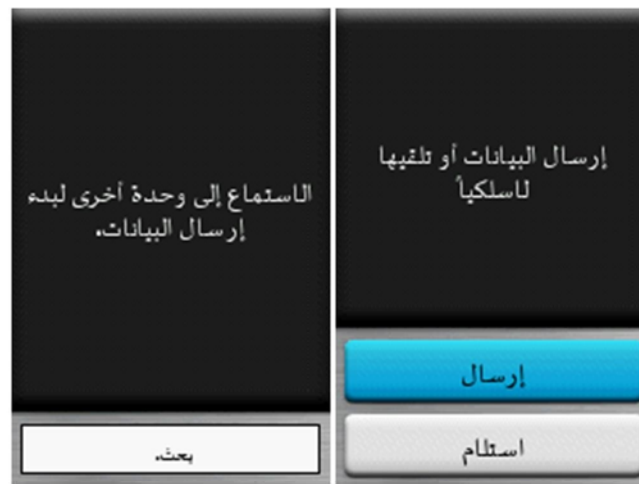 إرسال البيانات أو تلقيها
لاسلكياً
إرسال
استلام
الاستماع إلى وحدة أخرى لبدء
إرسال البيانات.
بحث.